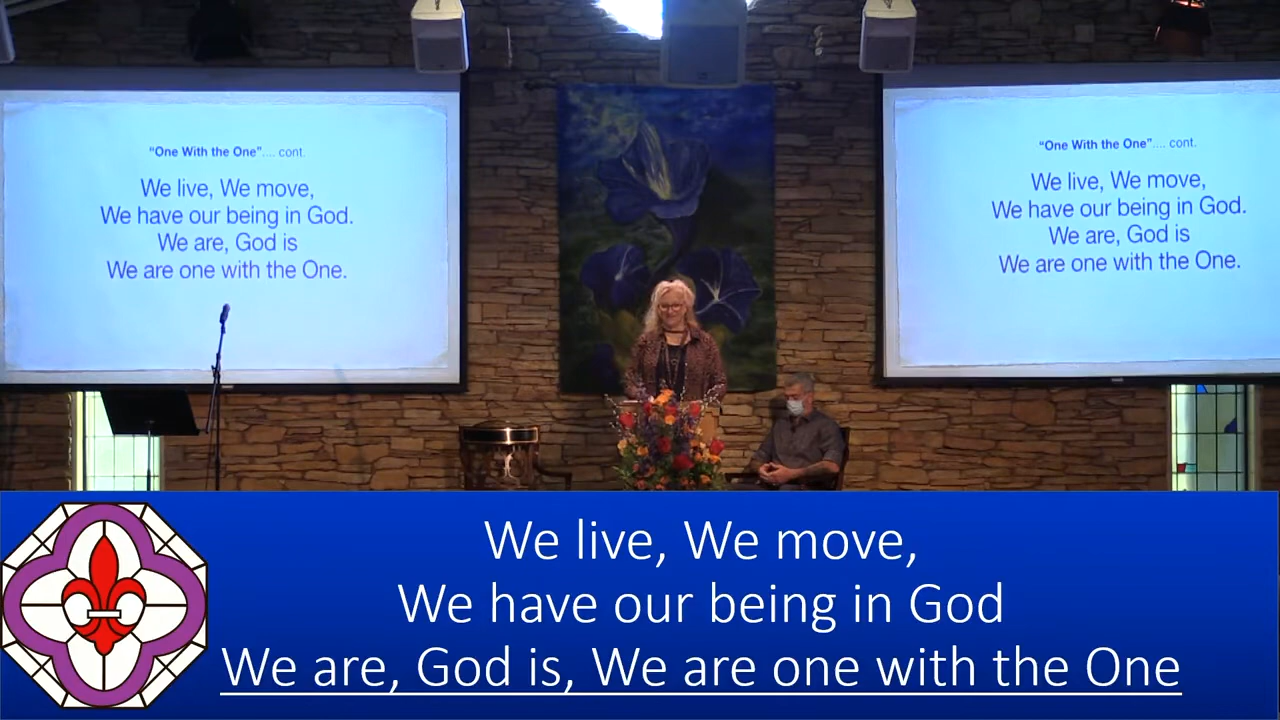 “One With the One”.... cont.
We live, We move,
We have our being in God.
We are, God is
We are one with the One.
“One With the One”.... cont.
We live, We move,
We have our being in God.
We are, God is
We are one with the One.
We live, We move,
We have our being in God
We are, God is, We are one with the One